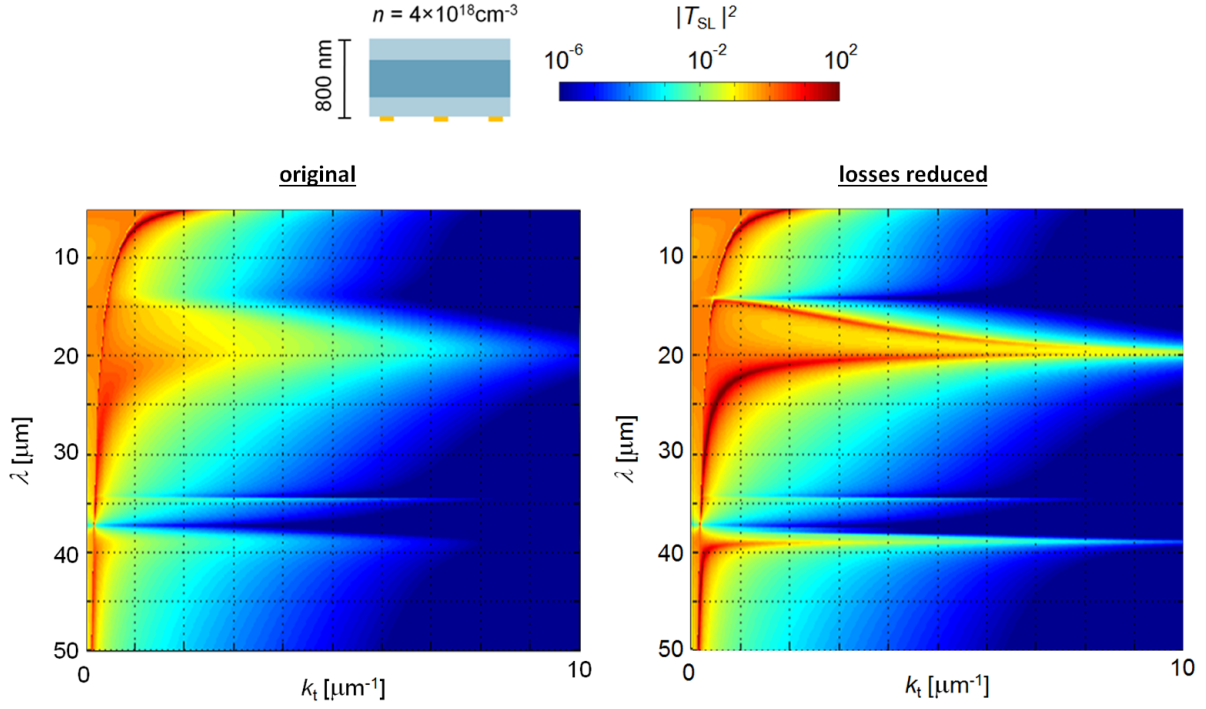 n = 4×10¹⁸cm⁻³
800 nm
|T_SL|²
10⁻⁶ 10⁻² 10²
original
10
20
30
40
50
0 10
λ [μm]
k_t [μm⁻¹]
losses reduced
10
20
30
40
50
0 10
λ [μm]
k_t [μm⁻¹]